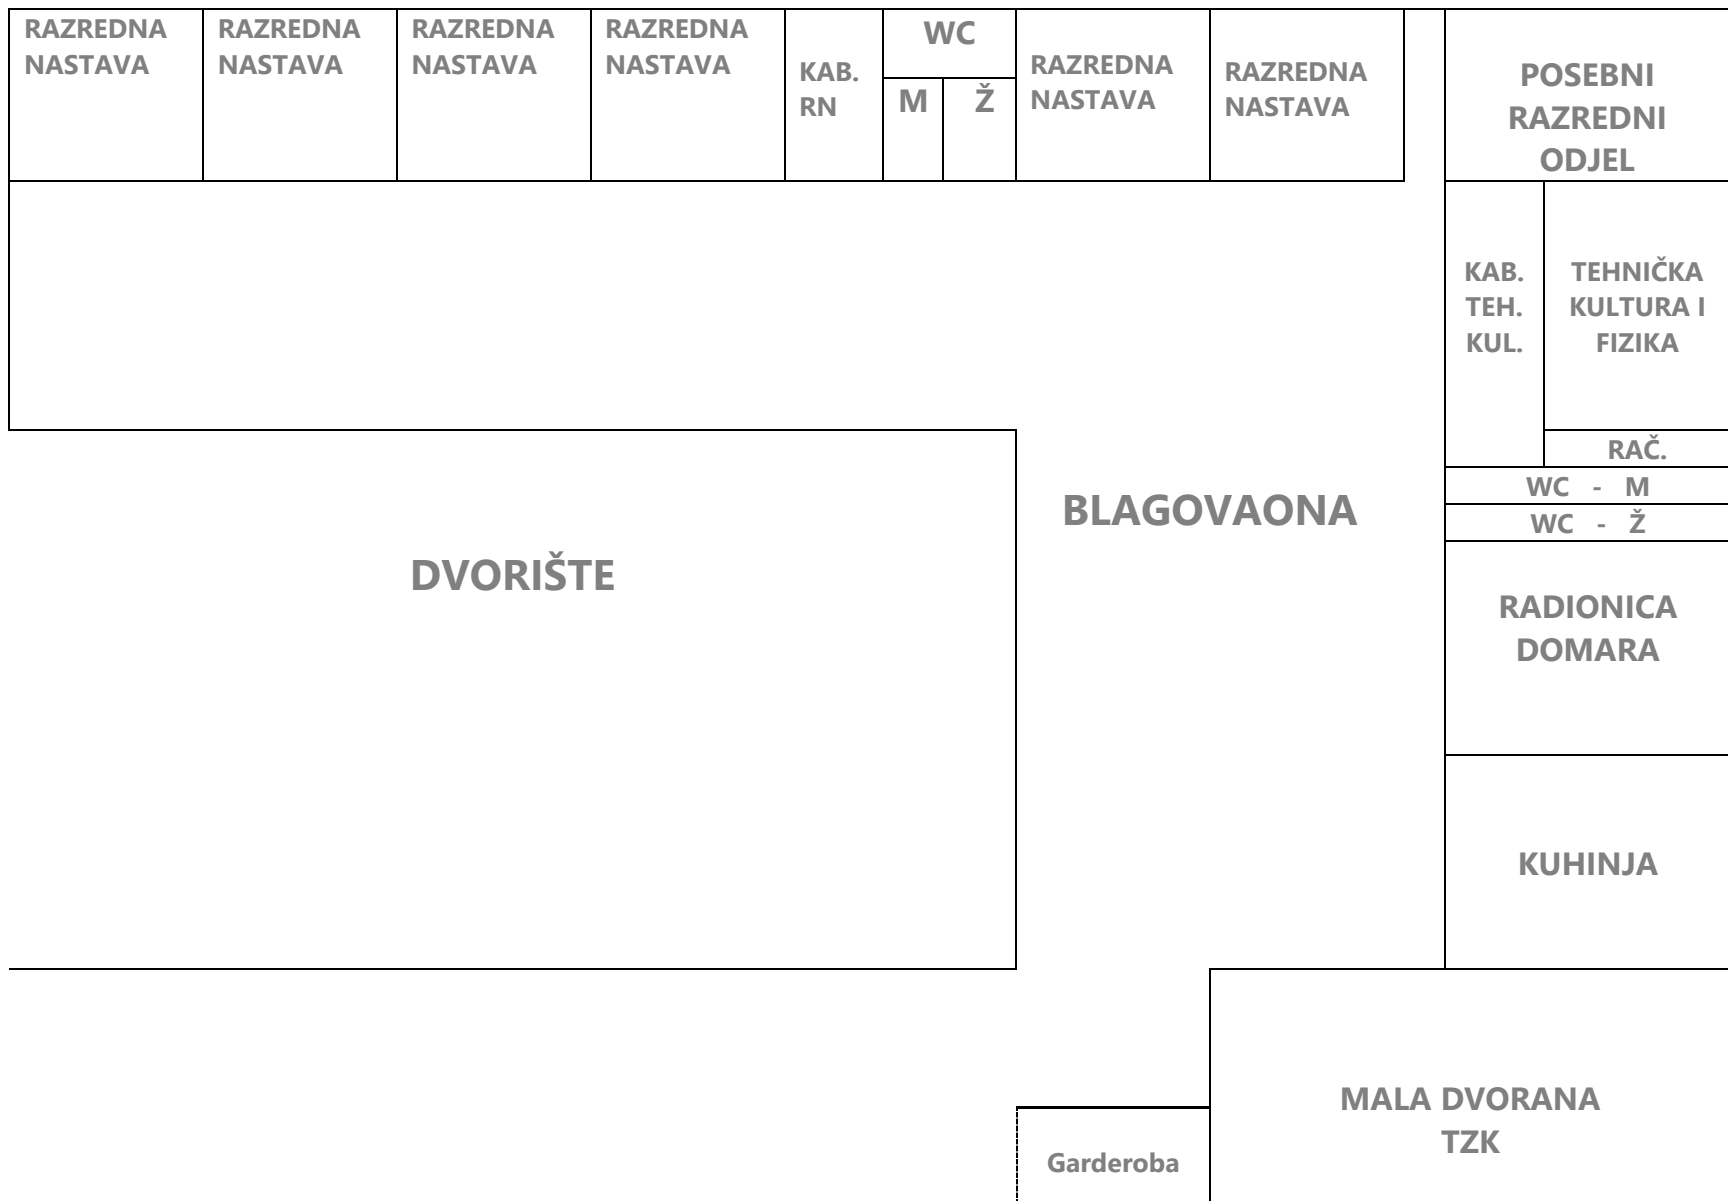 RAZREDNA
NASTAVA
RAZREDNA
NASTAVA
RAZREDNA
NASTAVA
RAZREDNA
NASTAVA
KAB.
RN
WC
M
Ž
RAZREDNA
NASTAVA
RAZREDNA
NASTAVA
POSEBNI
RAZREDNI
ODJEL
KAB.
TEH.
KUL.
TEHNIČKA
KULTURA I
FIZIKA
RAČ.
WC - M
WC - Ž
BLAGOVAONA
DVORIŠTE
RADIONICA
DOMARA
KUHINJA
MALA DVORANA
TZK
Garderoba